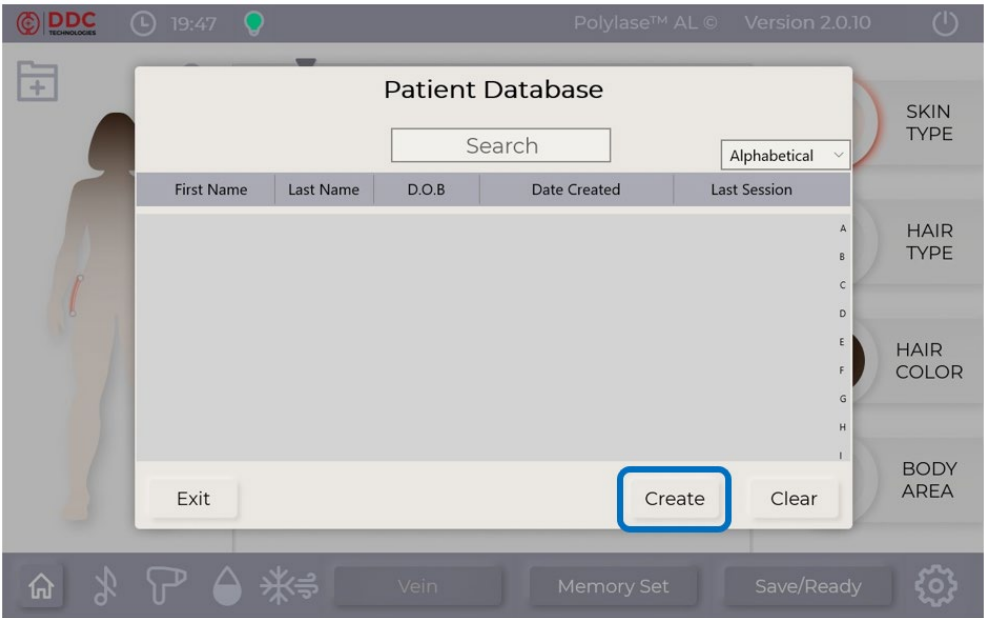 DDC
TECHNOLOGIES
19:47
Polylase™ AL © Version 2.0.10
Patient Database
Search
Alphabetical
First Name Last Name D.O.B Date Created Last Session
A
B
C
D
E
F
G
H
I
SKIN
TYPE
HAIR
TYPE
HAIR
COLOR
BODY
AREA
Exit Create Clear
Vein Memory Set Save/Ready